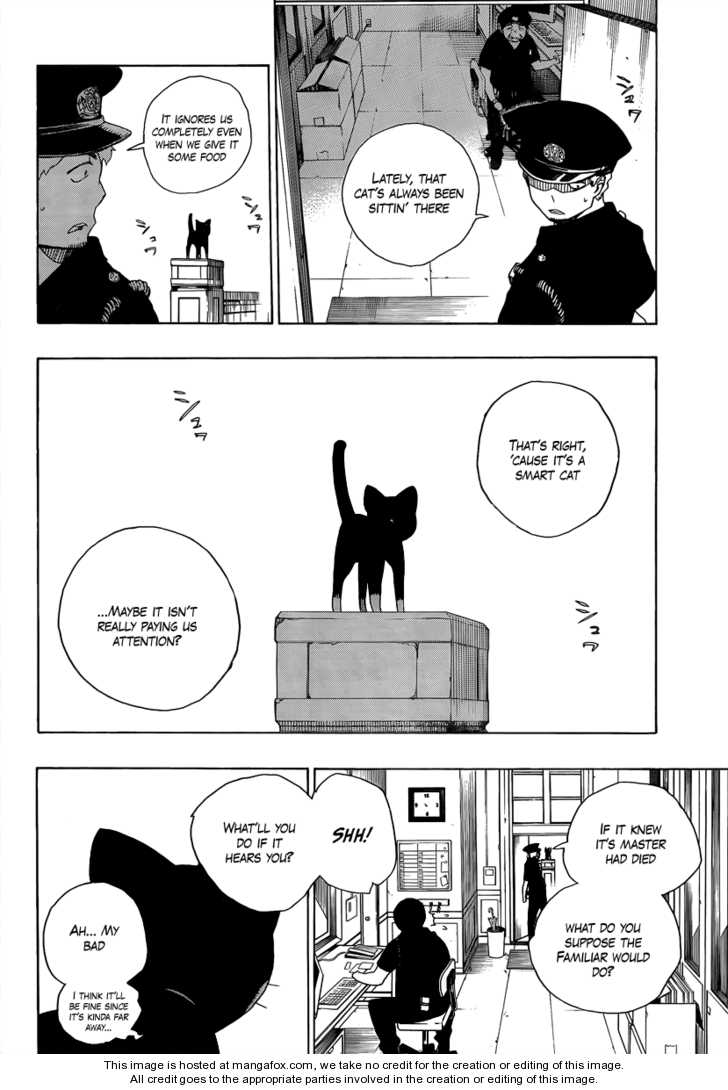 LATELY, THAT
CAT'S ALWAYS BEEN
SITTIN' THERE
IT IGNORES US
COMPLETELY EVEN
WHEN WE GIVE IT
SOME FOOD
THAT'S RIGHT,
'CAUSE IT'S A
SMART CAT
...MAYBE IT ISN'T
REALLY PAYING US
ATTENTION?
IF IT KNEW
IT'S MASTER
HAD DIED
WHAT DO YOU
SUPPOSE THE
FAMILIAR WOULD
DO?
SHH!
WHAT'LL YOU
DO IF IT
HEARS YOU?
AH... MY
BAD
I THINK IT'LL
BE FINE SINCE
IT'S KINDA FAR
AWAY...
This image is hosted at mangafox.com, we take no credit for the creation or editing of this image.
All credit goes to the appropriate parties involved in the creation or editing of this image.